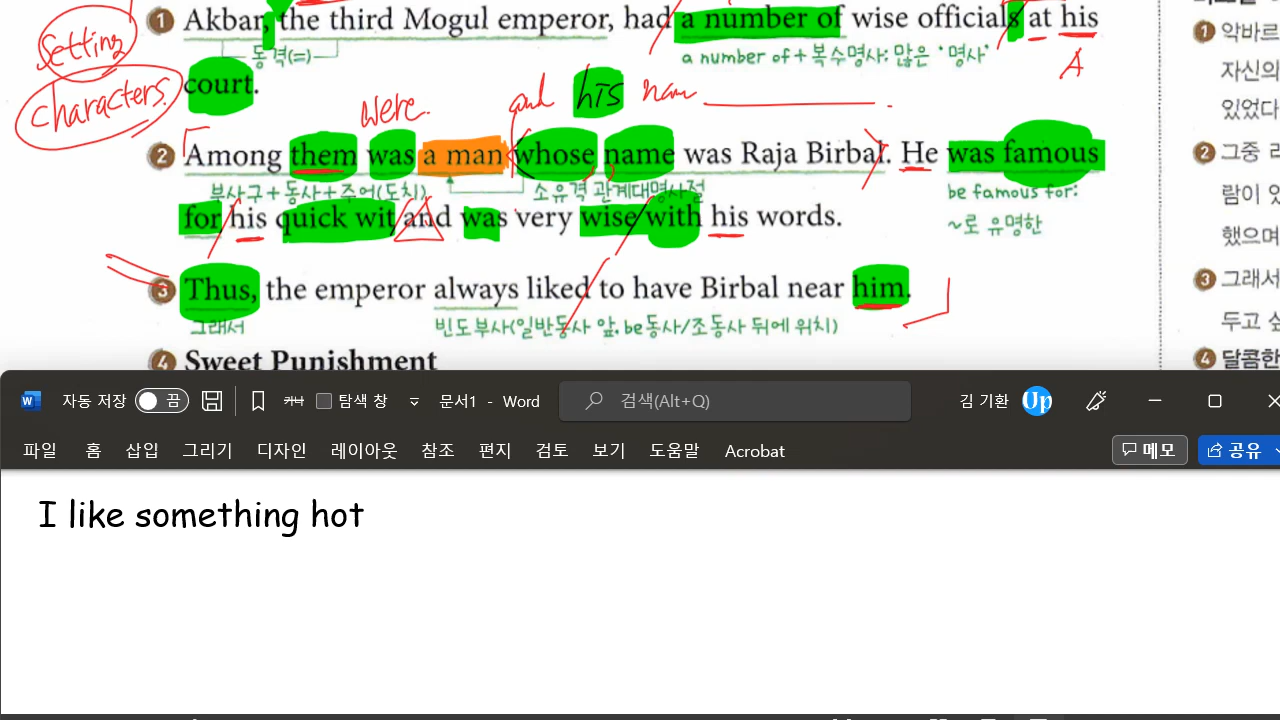 1 Akbar, the third Mogul emperor, had a number of wise officials at his
동격(=)
a number of + 복수명사: 많은 '명사'
A
Setting
characters.
court.
were
and his nam
2 Among them was a man whose name was Raja Birbal. He was famous
부사구+동사+주어(도치)
소유격 관계대명사절
be famous for:
for his quick wit and was very wise with his words.
~로 유명한
3 Thus, the emperor always liked to have Birbal near him.
그래서
빈도부사(일반동사 앞, be동사/조동사 뒤에 위치)
4 Sweet Punishment
1 악바르
자신의
있었다
2 그중
람이 있
했으며
3 그래서
두고 싶
4 달콤한
자동 저장 끔 가나 탐색 창 문서1 - Word 검색(Alt+Q) 김 기환 Up
파일 홈 삽입 그리기 디자인 레이아웃 참조 편지 검토 보기 도움말 Acrobat 메모 공유
I like something hot